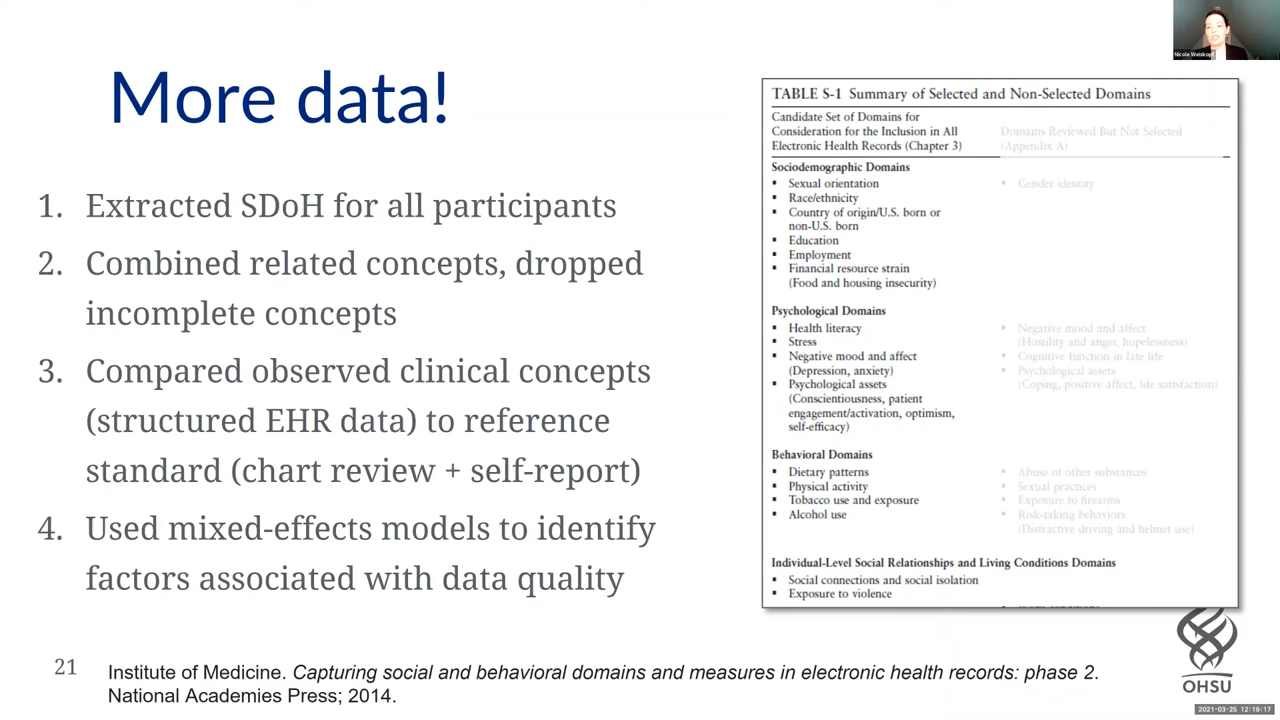 More data!
1. Extracted SDoH for all participants
2. Combined related concepts, dropped
incomplete concepts
3. Compared observed clinical concepts
(structured EHR data) to reference
standard (chart review + self-report)
4. Used mixed-effects models to identify
factors associated with data quality
TABLE S-1 Summary of Selected and Non-Selected Domains
Candidate Set of Domains for
Consideration for the Inclusion in All
Electronic Health Records (Chapter 3)
Domains Reviewed But Not Selected
(Appendix A)
Sociodemographic Domains
▪ Sexual orientation
▪ Race/ethnicity
▪ Country of origin/U.S. born or
non-U.S. born
▪ Education
▪ Employment
▪ Financial resource strain
(Food and housing insecurity)
▪ Gender identity
Psychological Domains
▪ Health literacy
▪ Stress
▪ Negative mood and affect
(Depression, anxiety)
▪ Psychological assets
(Conscientiousness, patient
engagement/activation, optimism,
self-efficacy)
▪ Negative mood and affect
(Hostility and anger, hopelessness)
▪ Cognitive function in late life
▪ Psychological assets
(Coping, positive affect, life satisfaction)
Behavioral Domains
▪ Dietary patterns
▪ Physical activity
▪ Tobacco use and exposure
▪ Alcohol use
▪ Abuse of other substances
▪ Sexual practices
▪ Exposure to firearms
▪ Risk-taking behaviors
(Distractive driving and helmet use)
Individual-Level Social Relationships and Living Conditions Domains
▪ Social connections and social isolation
▪ Exposure to violence
21
Institute of Medicine. Capturing social and behavioral domains and measures in electronic health records: phase 2.
National Academies Press; 2014.
OHSU
Nicole Weiskopf
2021-03-25 12:19:17